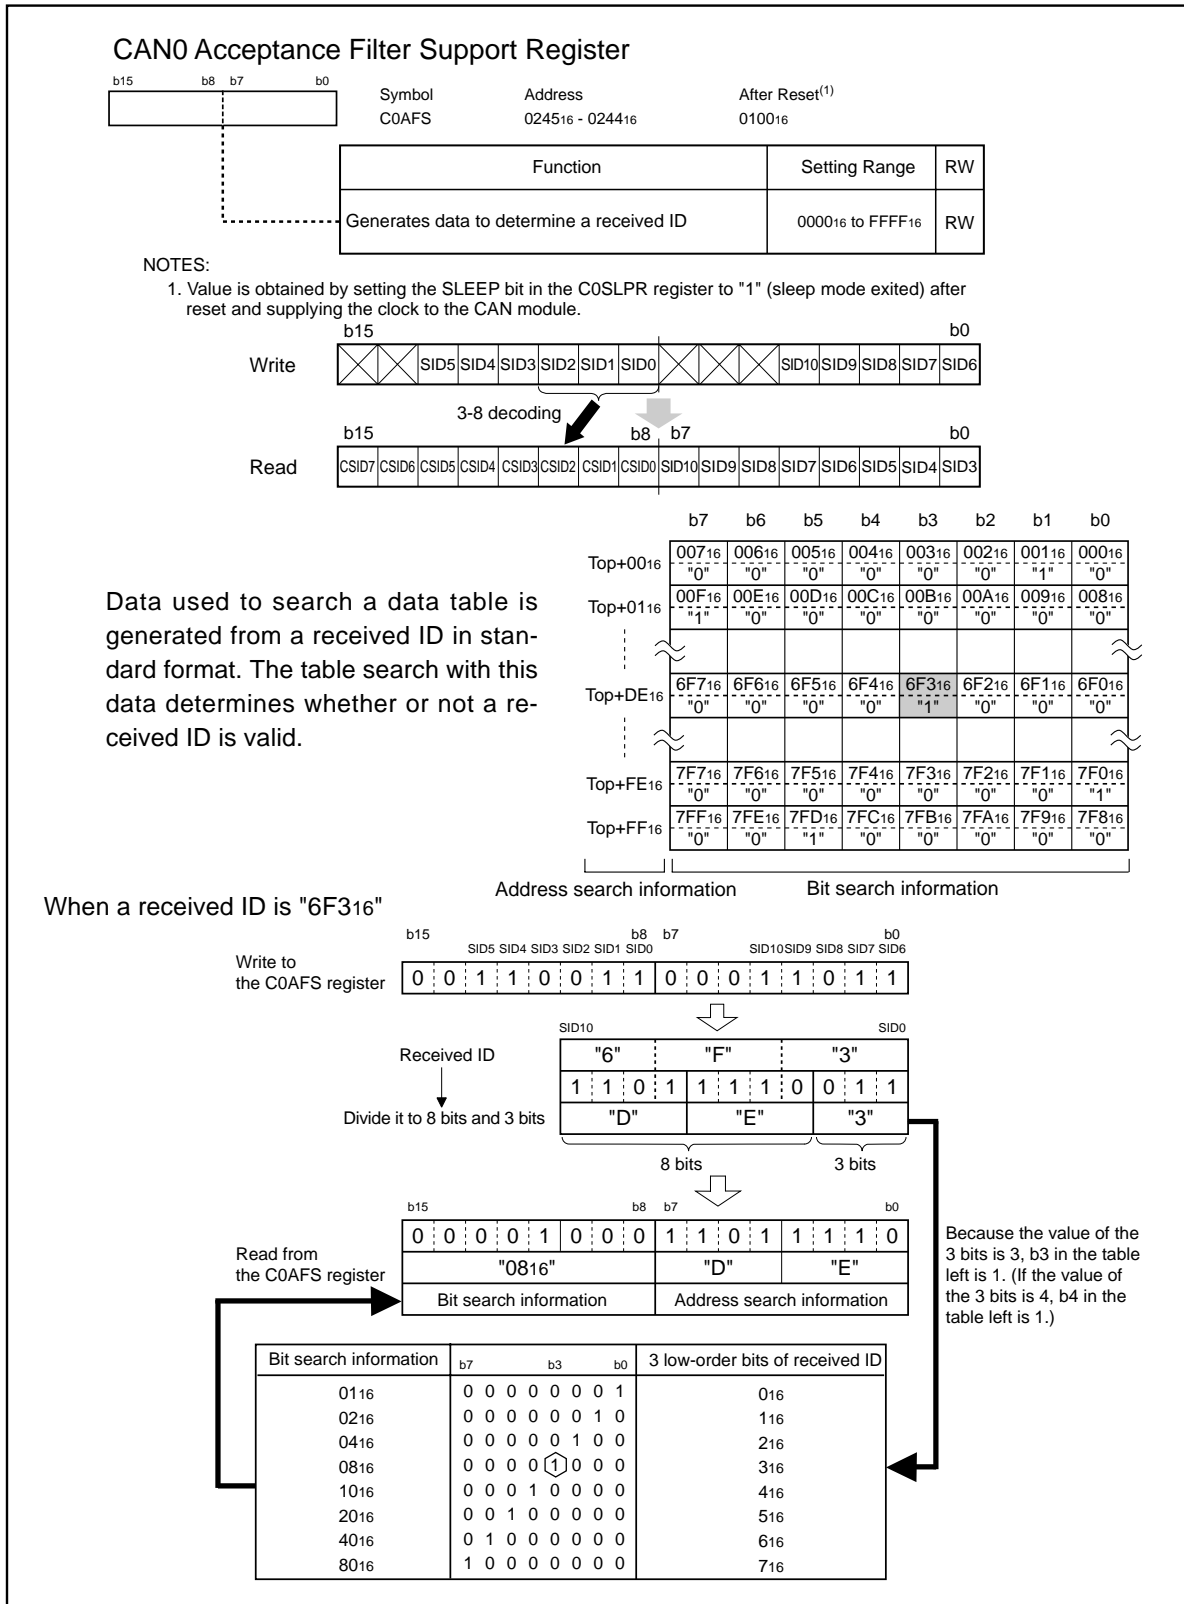 CAN0 Acceptance Filter Support Register
b15 b8 b7 b0
Symbol Address After Reset(1)
C0AFS 024516 - 024416 010016
Function Setting Range RW
Generates data to determine a received ID 000016 to FFFF16 RW
NOTES:
1. Value is obtained by setting the SLEEP bit in the C0SLPR register to "1" (sleep mode exited) after
reset and supplying the clock to the CAN module.
b15 b0
Write SID5 SID4 SID3 SID2 SID1 SID0 SID10 SID9 SID8 SID7 SID6
3-8 decoding
b15 b8 b7 b0
Read CSID7 CSID6 CSID5 CSID4 CSID3 CSID2 CSID1 CSID0 SID10 SID9 SID8 SID7 SID6 SID5 SID4 SID3
b7 b6 b5 b4 b3 b2 b1 b0
Top+0016 00716 00616 00516 00416 00316 00216 00116 00016
"0" "0" "0" "0" "0" "0" "1" "0"
Top+0116 00F16 00E16 00D16 00C16 00B16 00A16 00916 00816
"1" "0" "0" "0" "0" "0" "0" "0"
Top+DE16 6F716 6F616 6F516 6F416 6F316 6F216 6F116 6F016
"0" "0" "0" "0" "1" "0" "0" "0"
Top+FE16 7F716 7F616 7F516 7F416 7F316 7F216 7F116 7F016
"0" "0" "0" "0" "0" "0" "0" "1"
Top+FF16 7FF16 7FE16 7FD16 7FC16 7FB16 7FA16 7F916 7F816
"0" "0" "1" "0" "0" "0" "0" "0"
Address search information Bit search information
Data used to search a data table is
generated from a received ID in stan-
dard format. The table search with this
data determines whether or not a re-
ceived ID is valid.
When a received ID is "6F316"
b15 b8 b7 b0
SID5 SID4 SID3 SID2 SID1 SID0 SID10 SID9 SID8 SID7 SID6
Write to
the C0AFS register
0 0 1 1 0 0 1 1 0 0 0 1 1 0 1 1
SID10 SID0
Received ID "6" "F" "3"
1 1 0 1 1 1 1 0 0 1 1
Divide it to 8 bits and 3 bits "D" "E" "3"
8 bits 3 bits
b15 b8 b7 b0
0 0 0 0 1 0 0 0 1 1 0 1 1 1 1 0
Read from
the C0AFS register
"0816" "D" "E"
Bit search information Address search information
Because the value of the
3 bits is 3, b3 in the table
left is 1. (If the value of
the 3 bits is 4, b4 in the
table left is 1.)
Bit search information b7 b3 b0 3 low-order bits of received ID
0116 0 0 0 0 0 0 0 1 016
0216 0 0 0 0 0 0 1 0 116
0416 0 0 0 0 0 1 0 0 216
0816 0 0 0 0 1 0 0 0 316
1016 0 0 0 1 0 0 0 0 416
2016 0 0 1 0 0 0 0 0 516
4016 0 1 0 0 0 0 0 0 616
8016 1 0 0 0 0 0 0 0 716